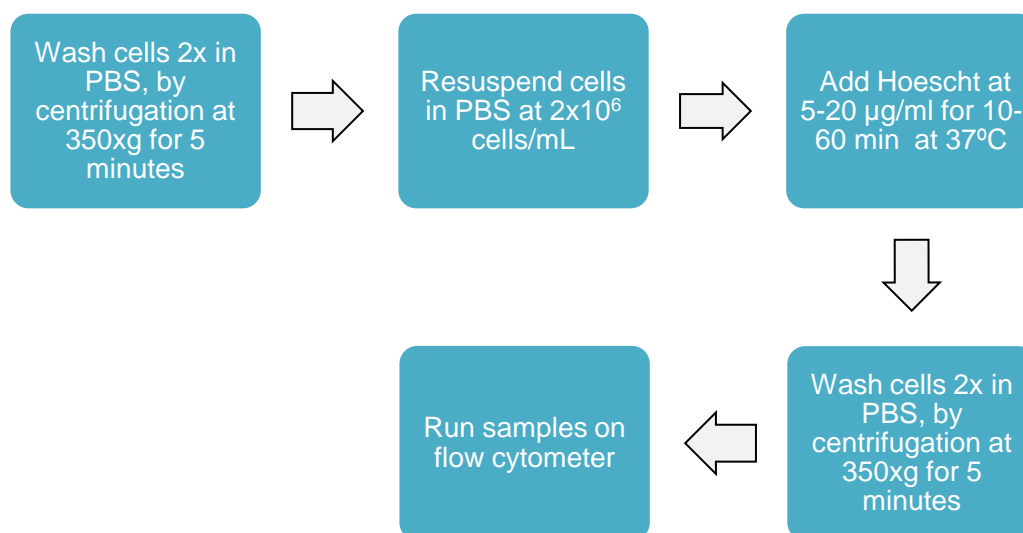 Wash cells 2x in
PBS, by
centrifugation at
350xg for 5
minutes
Resuspend cells
in PBS at 2x10⁶
cells/mL
Add Hoescht at
5-20 µg/ml for 10-
60 min at 37ºC
Wash cells 2x in
PBS, by
centrifugation at
350xg for 5
minutes
Run samples on
flow cytometer